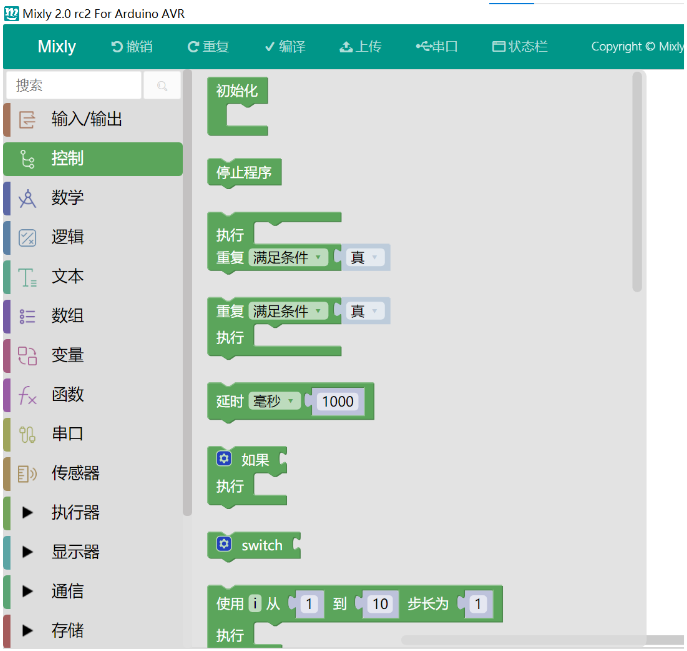 Mixly 2.0 rc2 For Arduino AVR
Mixly 撤销 重复 编译 上传 串口 状态栏 Copyright © Mixly
搜索
输入/输出
控制
数学
逻辑
文本
数组
变量
函数
串口
传感器
执行器
显示器
通信
存储
初始化
停止程序
执行
重复 满足条件 真
重复 满足条件 真
执行
延时 毫秒 1000
如果
执行
switch
使用 i 从 1 到 10 步长为 1
执行